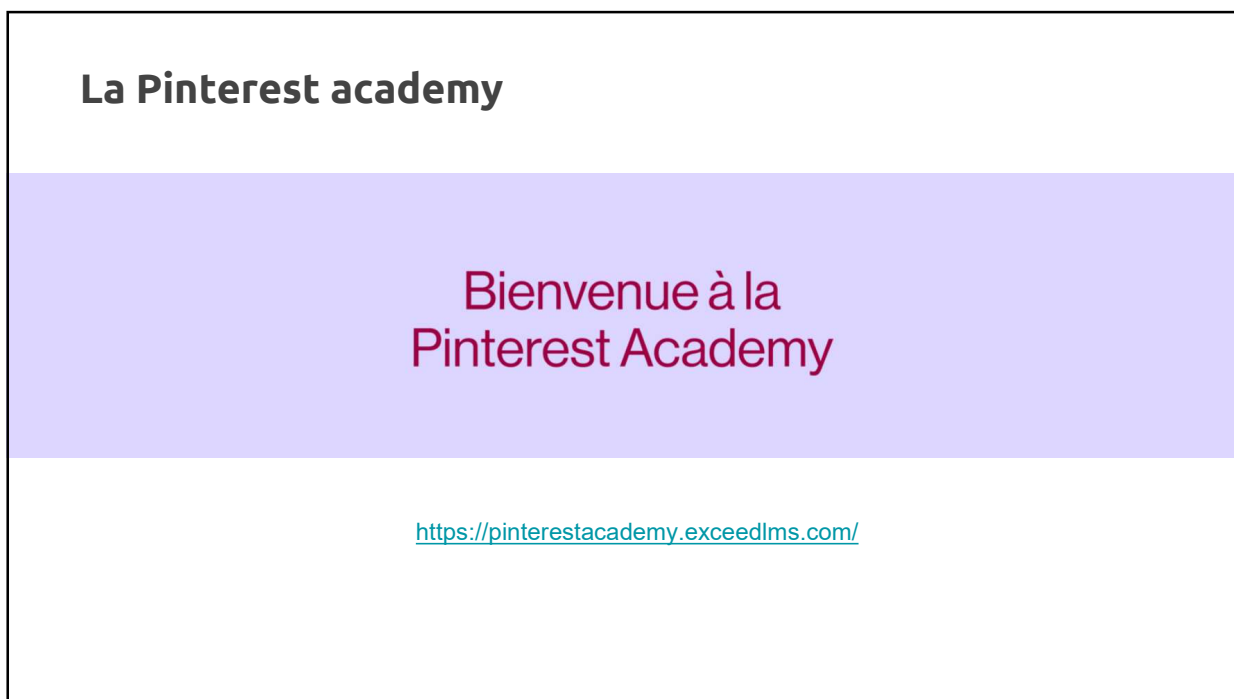 La Pinterest academy
Bienvenue à la
Pinterest Academy
https://pinterestacademy.exceedlms.com/